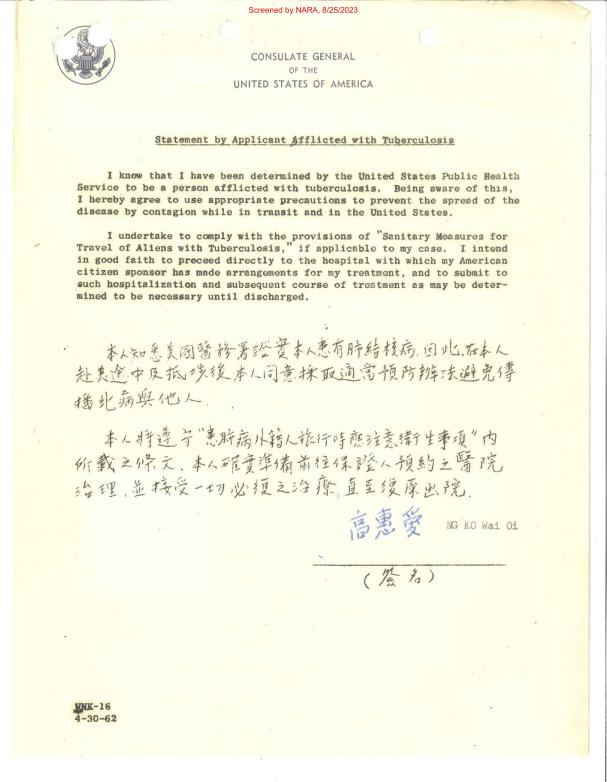 Screened by NARA, 8/25/2023
CONSULATE GENERAL
OF THE
UNITED STATES OF AMERICA
Statement by Applicant Afflicted with Tuberculosis
I know that I have been determined by the United States Public Health
Service to be a person afflicted with tuberculosis. Being aware of this,
I hereby agree to use appropriate precautions to prevent the spread of the
disease by contagion while in transit and in the United States.
I undertake to comply with the provisions of "Sanitary Measures for
Travel of Aliens with Tuberculosis," if applicable to my case. I intend
in good faith to proceed directly to the hospital with which my American
citizen sponsor has made arrangements for my treatment, and to submit to
such hospitalization and subsequent course of treatment as may be deter-
mined to be necessary until discharged.
本人知悉美國醫務署證實本人患有肺結核病.因此.在本人
赴美途中及抵埗後本人同意採取通當預防辦法避免傳
播此病與他人.
本人將遵守"患肺病外籍人旅行時應注意衛生事項"內
所載之條文.本人確實準備前往保證人預約之醫院
治理.並接受一切必須之治療.直至復原出院.
高惠愛 NG KO Wai Oi
(簽名)
-16
4-30-62